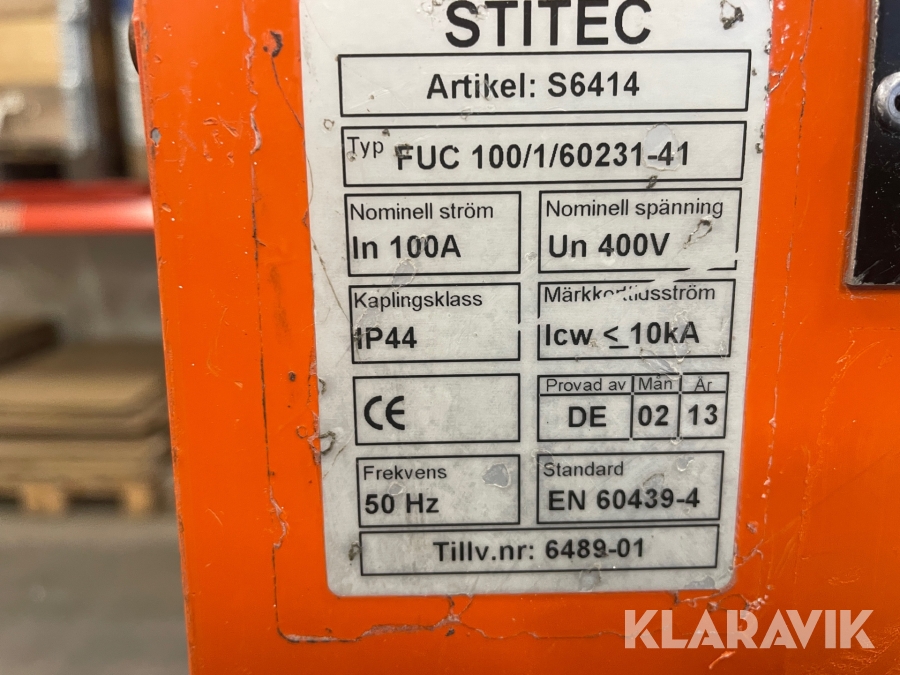 STITEC
Artikel: S6414
Typ FUC 100/1/60231-41
Nominell ström
In 100A
Nominell spänning
Un 400V
Kaplingsklass
IP44
Märkkorttidsström
Icw ≤ 10kA
CE
Provad av Mån År
DE 02 13
Frekvens
50 Hz
Standard
EN 60439-4
Tillv.nr: 6489-01
KLARAVIK